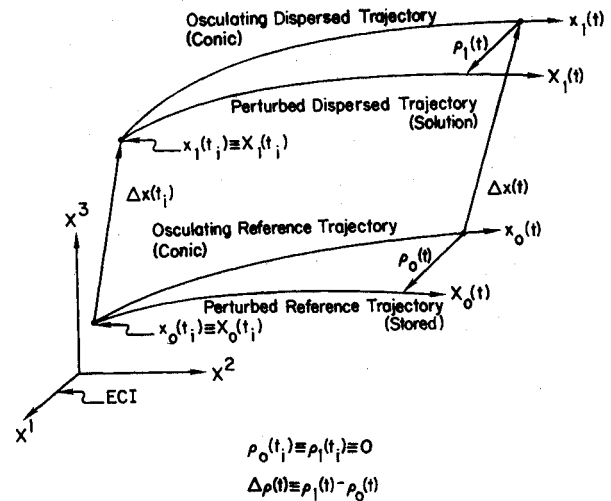 Osculating Dispersed Trajectory
(Conic)
x₁(t)
ρ₁(t)
X₁(t)
Perturbed Dispersed Trajectory
(Solution)
x₁(tᵢ)≡X₁(tᵢ)
Δx(tᵢ)
Δx(t)
X³
Osculating Reference Trajectory
(Conic)
x₀(t)
ρ₀(t)
X₀(t)
Perturbed Reference Trajectory
(Stored)
x₀(tᵢ)≡X₀(tᵢ)
X²
ECI
X¹
ρ₀(tᵢ)≡ρ₁(tᵢ)≅0
Δρ(t)≡ρ₁(t)-ρ₀(t)